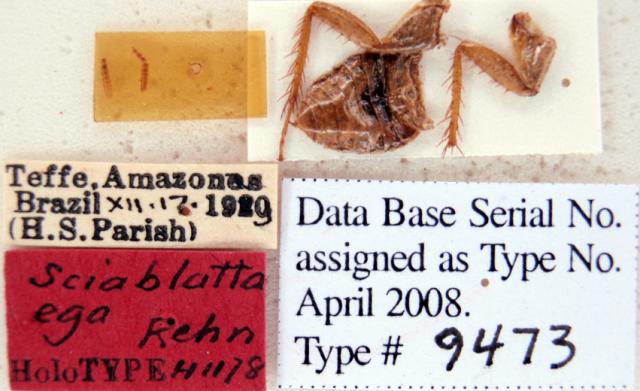 Teffe, Amazonas
Brazil XII·17·1929
(H.S. Parish)
Sciablatta
ega
Rehn
HoloTYPE H1178
Data Base Serial No.
assigned as Type No.
April 2008.
Type # 9473